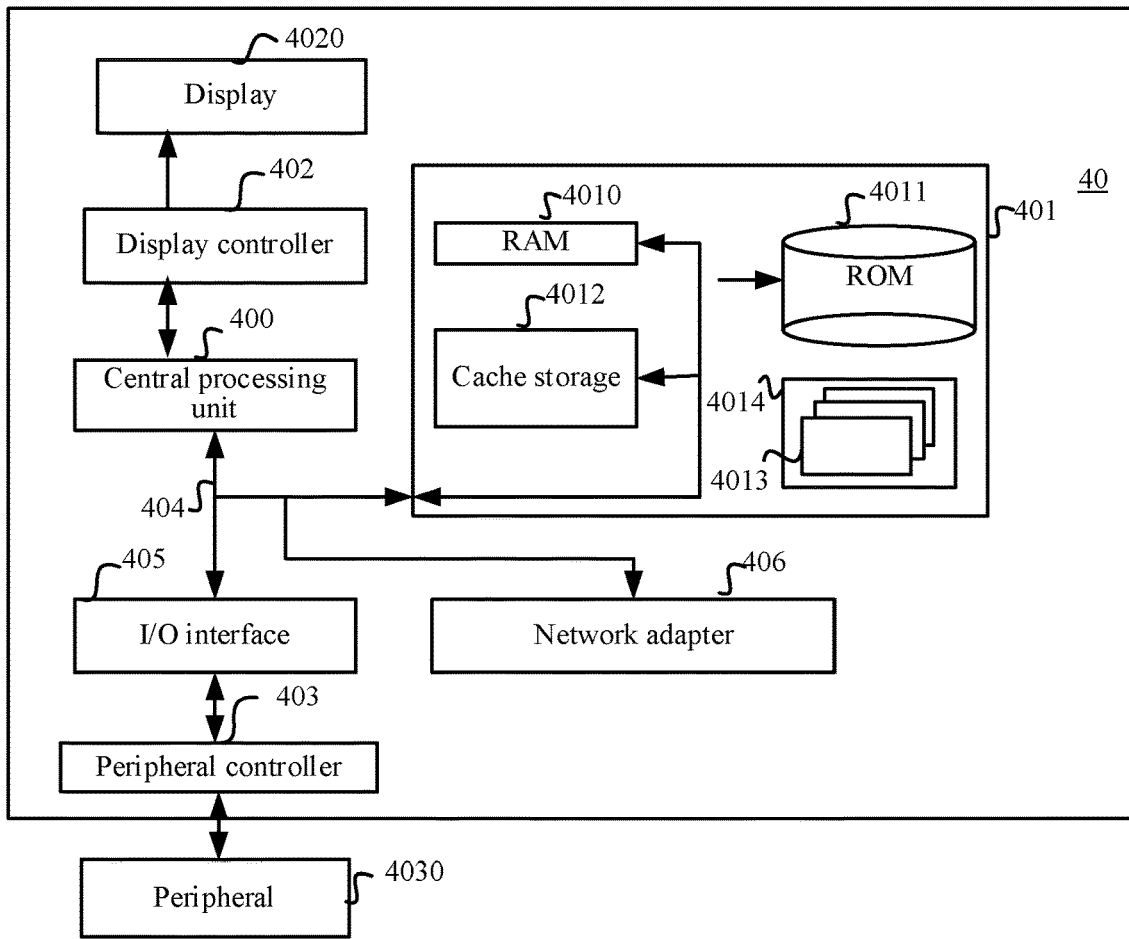 4020
Display
402
Display controller
400
Central processing
unit
404
405
I/O interface
403
Peripheral controller
4030
Peripheral
40
401
4010
RAM
4011
ROM
4012
Cache storage
4014
4013
406
Network adapter